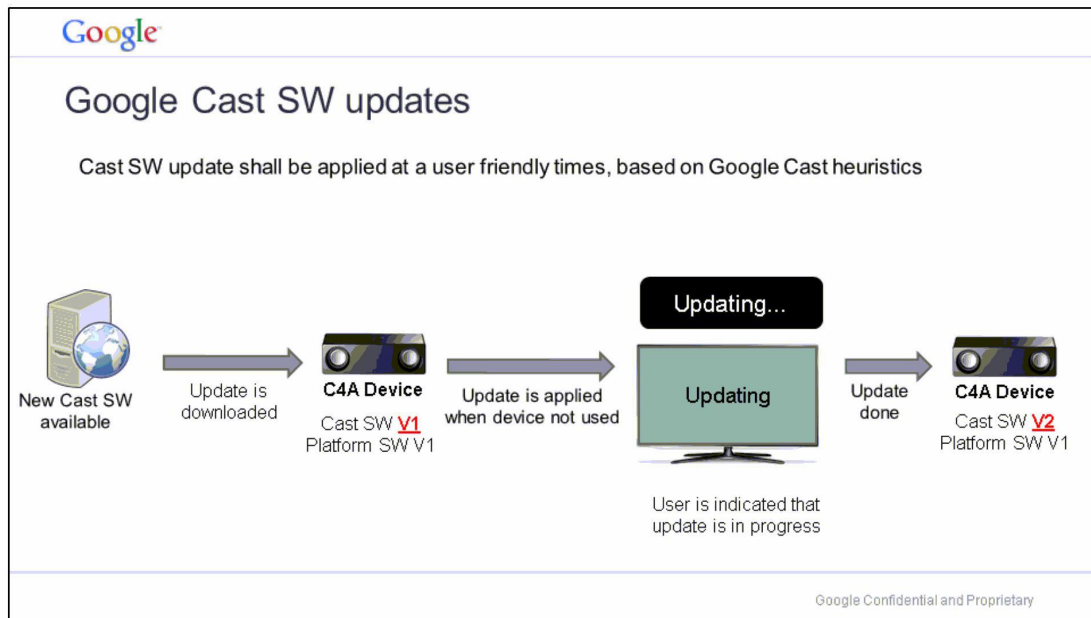 Google
Google Cast SW updates
Cast SW update shall be applied at a user friendly times, based on Google Cast heuristics
New Cast SW
available
Update is
downloaded
C4A Device
Cast SW V1
Platform SW V1
Update is applied
when device not used
Updating...
Updating
User is indicated that
update is in progress
Update
done
C4A Device
Cast SW V2
Platform SW V1
Google Confidential and Proprietary